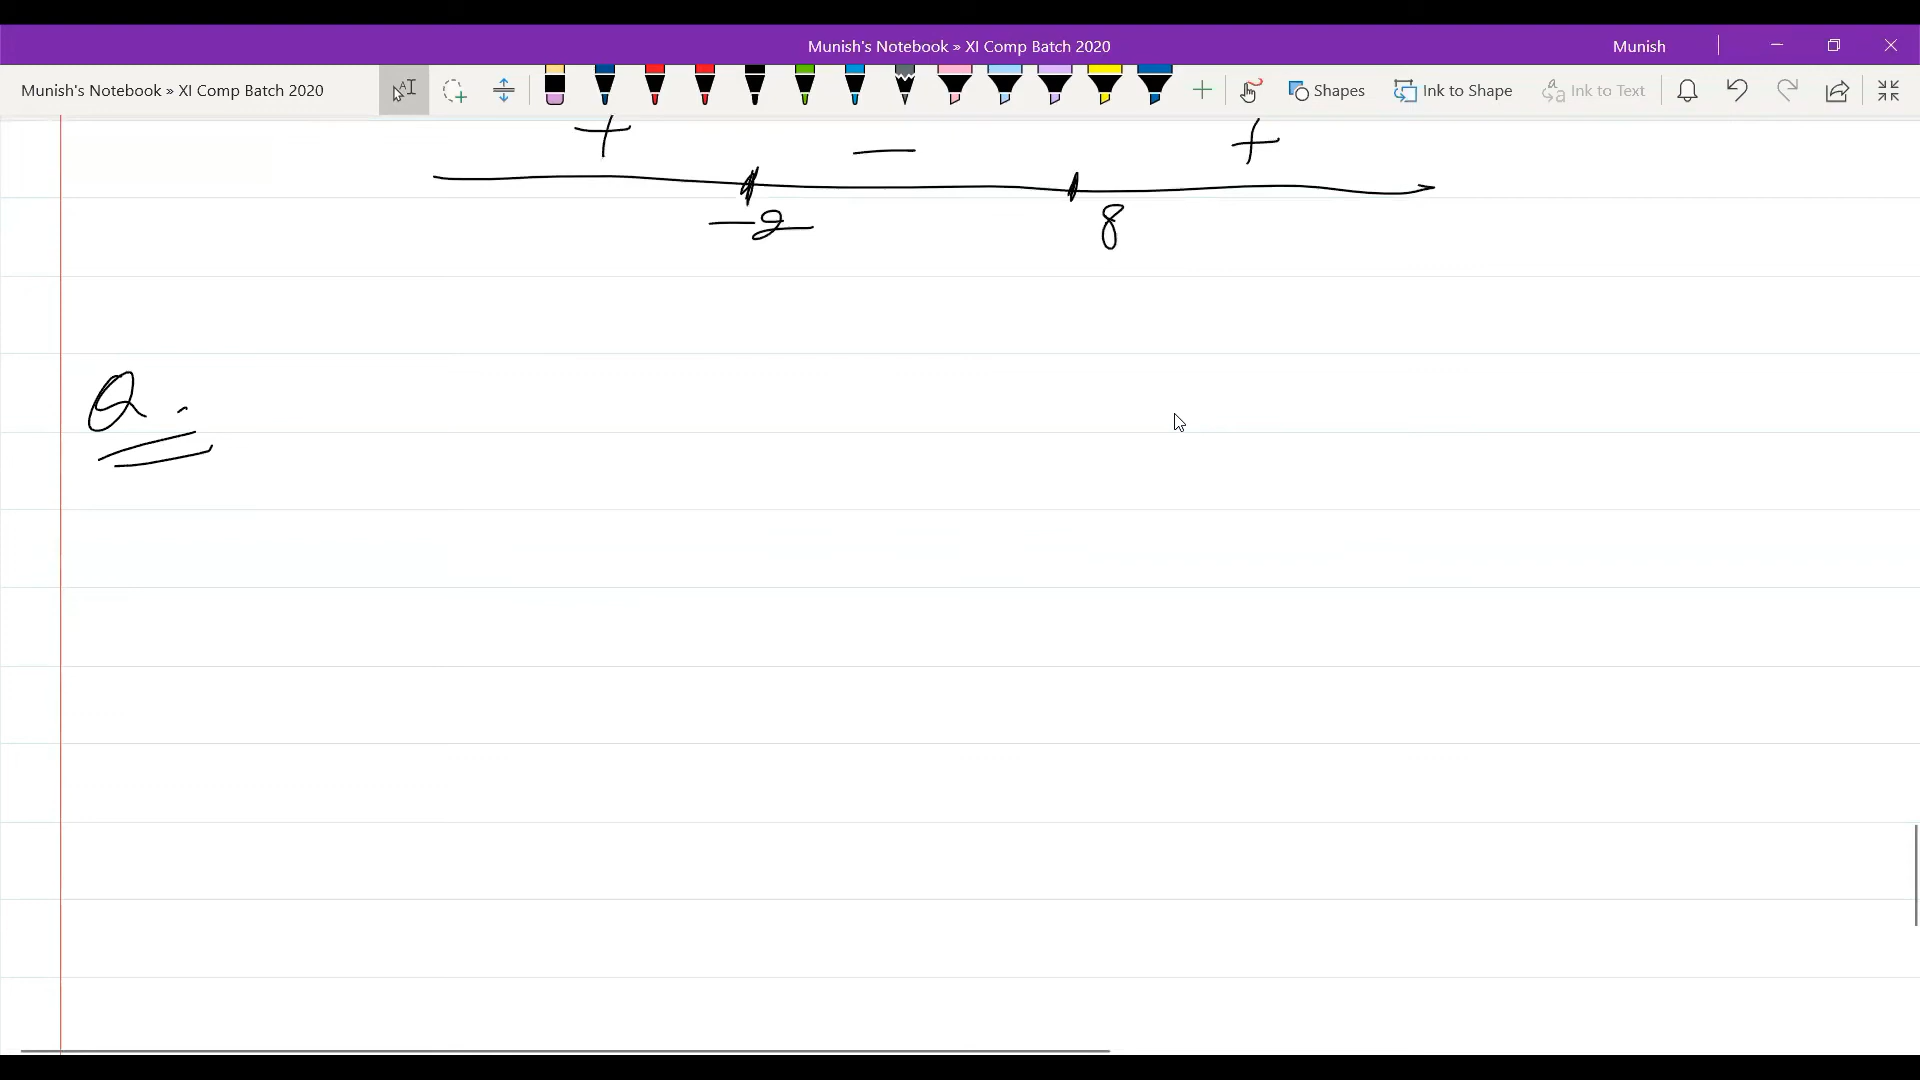 Munish's Notebook » XI Comp Batch 2020 Munish
Munish's Notebook » XI Comp Batch 2020 Shapes Ink to Shape Ink to Text
+ — +
-2 8
Q.